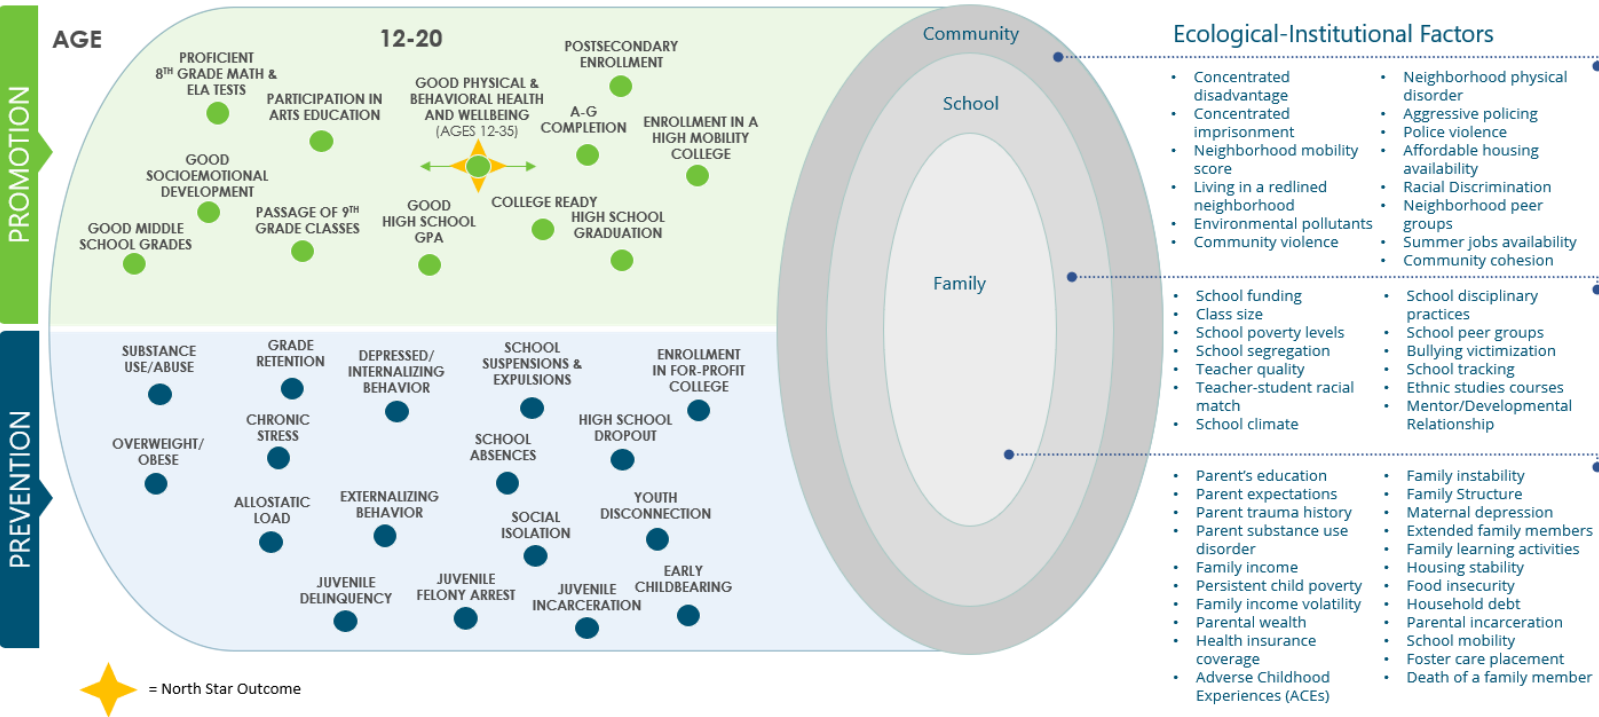 AGE
12-20
PROMOTION
PROFICIENT
8TH GRADE MATH &
ELA TESTS
PARTICIPATION IN
ARTS EDUCATION
GOOD PHYSICAL &
BEHAVIORAL HEALTH
AND WELLBEING
(AGES 12-35)
POSTSECONDARY
ENROLLMENT
A-G
COMPLETION
ENROLLMENT IN A
HIGH MOBILITY
COLLEGE
GOOD
SOCIOEMOTIONAL
DEVELOPMENT
GOOD MIDDLE
SCHOOL GRADES
PASSAGE OF 9TH
GRADE CLASSES
GOOD
HIGH SCHOOL
GPA
COLLEGE READY
HIGH SCHOOL
GRADUATION
PREVENTION
SUBSTANCE
USE/ABUSE
GRADE
RETENTION
DEPRESSED/
INTERNALIZING
BEHAVIOR
SCHOOL
SUSPENSIONS &
EXPULSIONS
ENROLLMENT
IN FOR-PROFIT
COLLEGE
CHRONIC
STRESS
OVERWEIGHT/
OBESE
SCHOOL
ABSENCES
HIGH SCHOOL
DROPOUT
ALLOSTATIC
LOAD
EXTERNALIZING
BEHAVIOR
SOCIAL
ISOLATION
YOUTH
DISCONNECTION
JUVENILE
DELINQUENCY
JUVENILE
FELONY ARREST
JUVENILE
INCARCERATION
EARLY
CHILDBEARING
= North Star Outcome
Community
School
Family
Ecological-Institutional Factors
• Concentrated
disadvantage
• Concentrated
imprisonment
• Neighborhood mobility
score
• Living in a redlined
neighborhood
• Environmental pollutants
• Community violence
• Neighborhood physical
disorder
• Aggressive policing
• Police violence
• Affordable housing
availability
• Racial Discrimination
• Neighborhood peer
groups
• Summer jobs availability
• Community cohesion
• School funding
• Class size
• School poverty levels
• School segregation
• Teacher quality
• Teacher-student racial
match
• School climate
• School disciplinary
practices
• School peer groups
• Bullying victimization
• School tracking
• Ethnic studies courses
• Mentor/Developmental
Relationship
• Parent's education
• Parent expectations
• Parent trauma history
• Parent substance use
disorder
• Family income
• Persistent child poverty
• Family income volatility
• Parental wealth
• Health insurance
coverage
• Adverse Childhood
Experiences (ACEs)
• Family instability
• Family Structure
• Maternal depression
• Extended family members
• Family learning activities
• Housing stability
• Food insecurity
• Household debt
• Parental incarceration
• School mobility
• Foster care placement
• Death of a family member